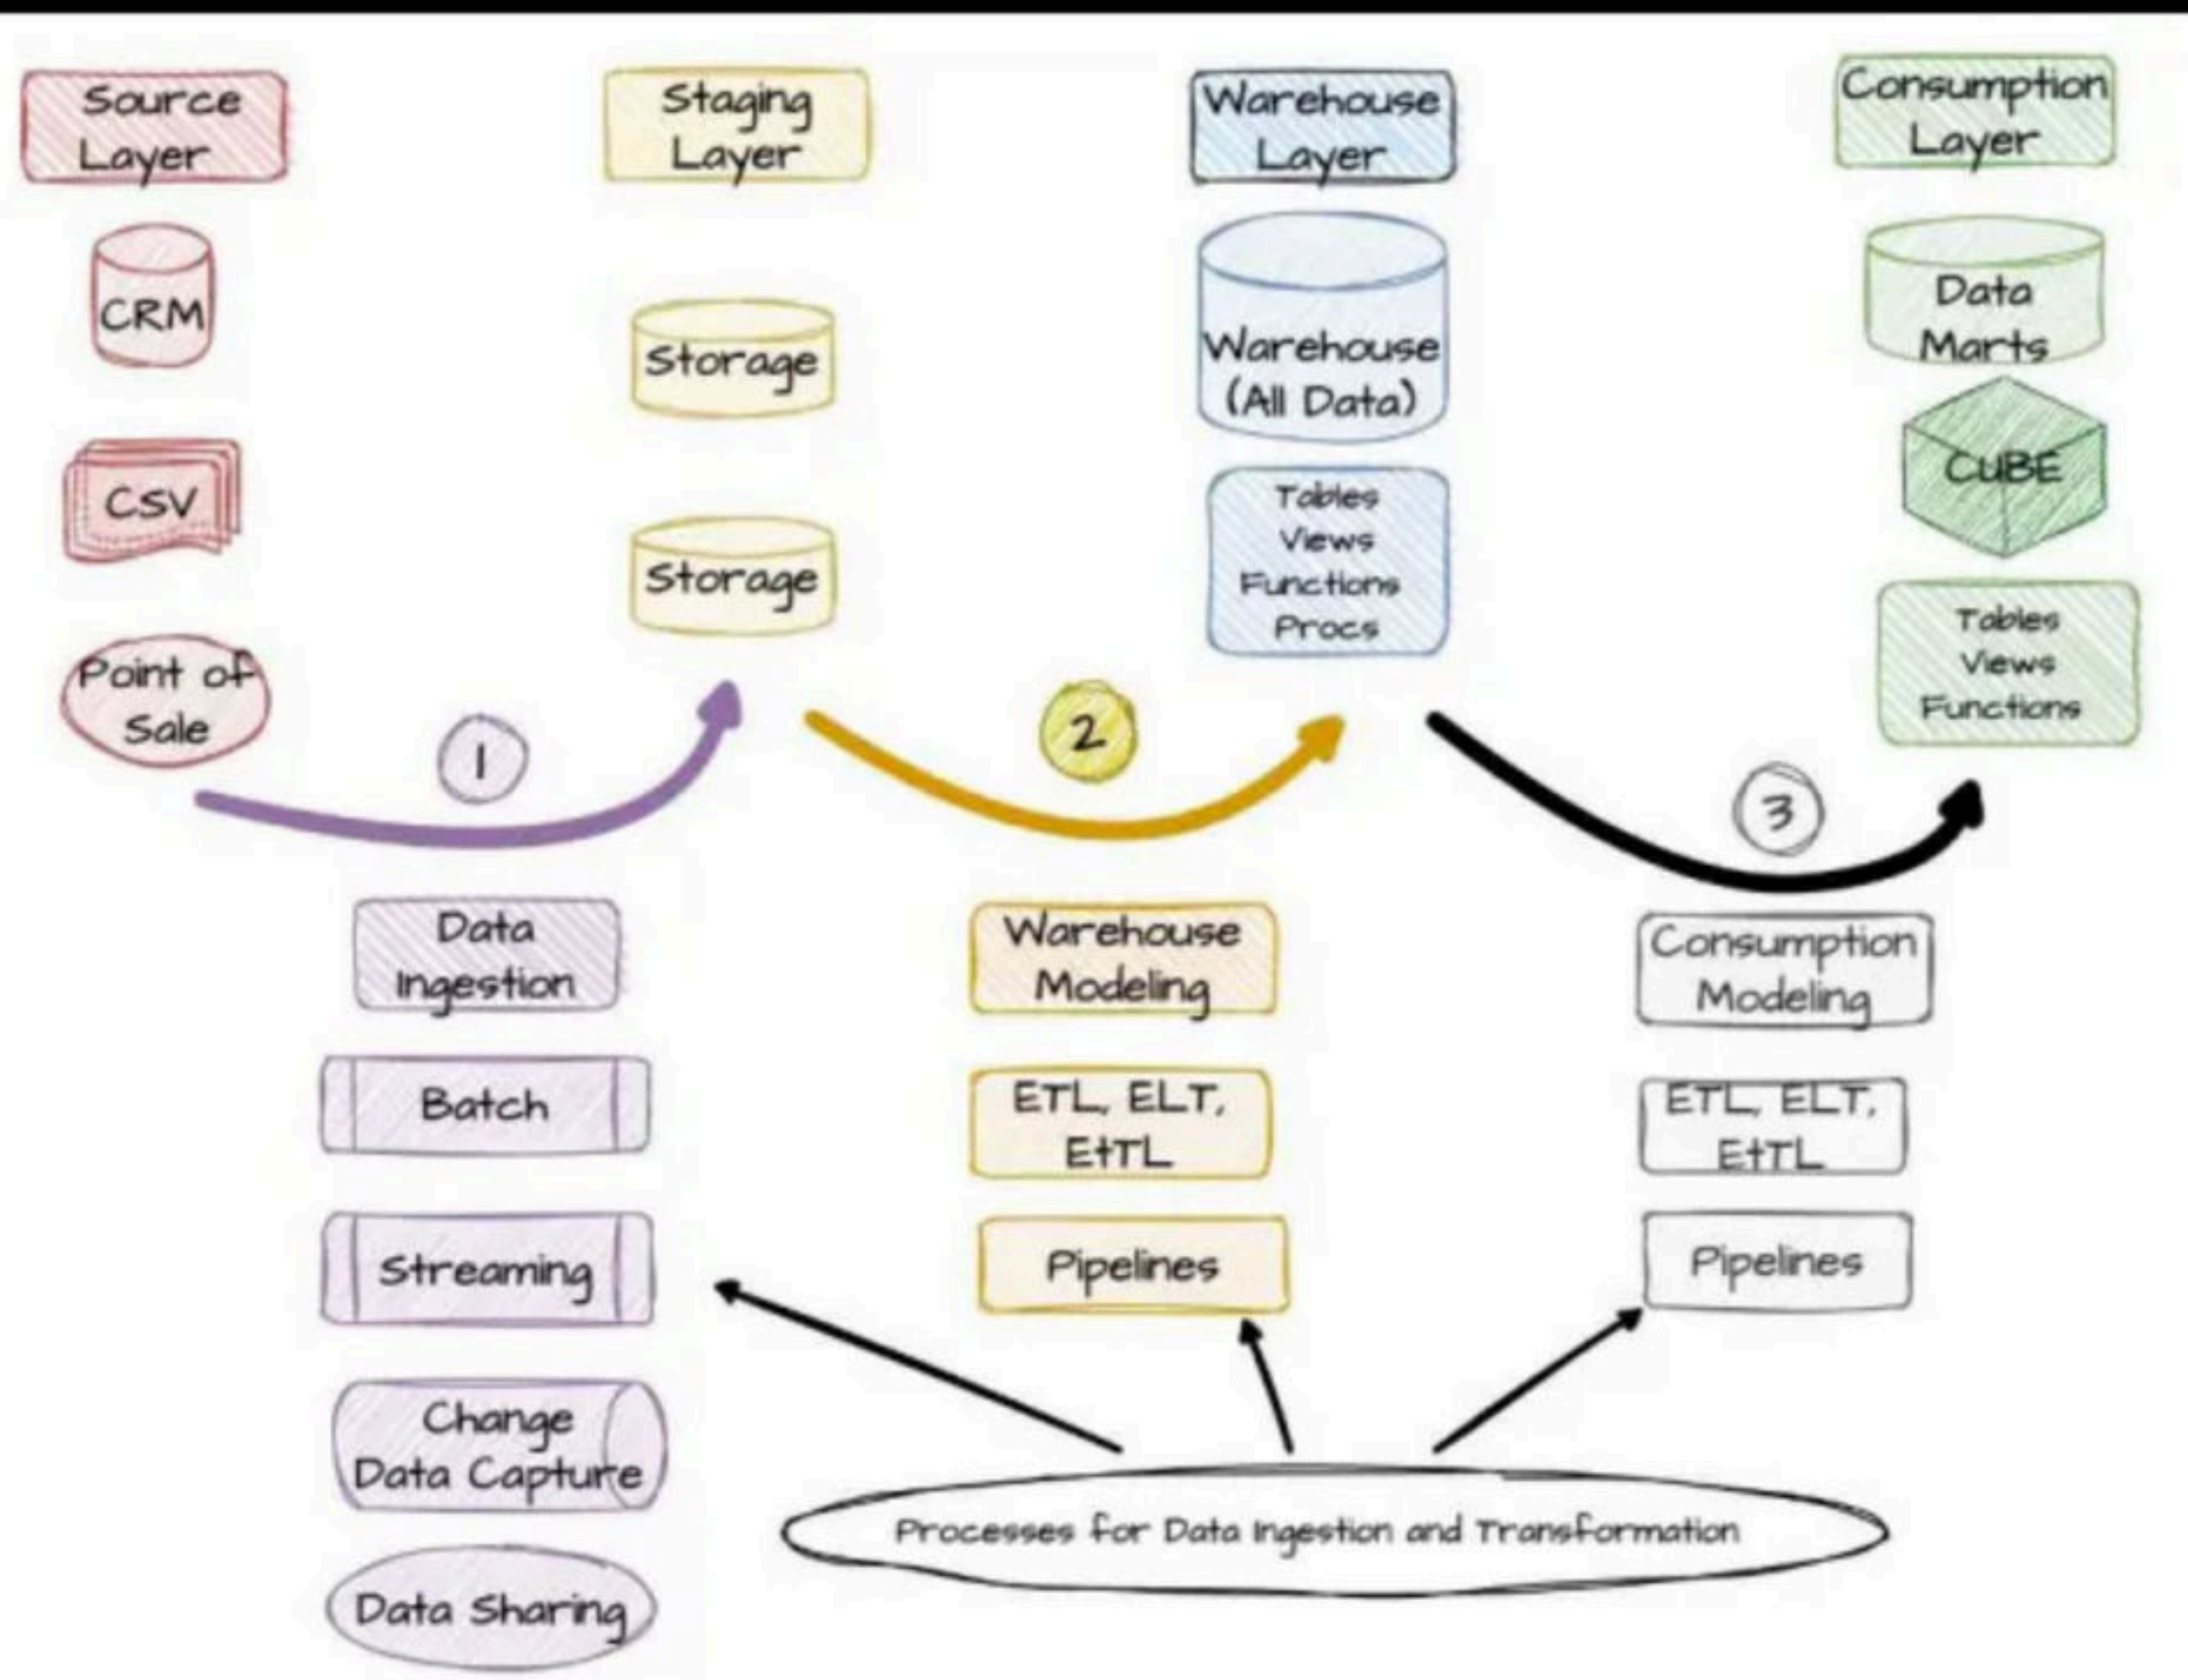 Source
Layer
CRM
CSV
Point of
Sale
Staging
Layer
Storage
Storage
Warehouse
Layer
Warehouse
(All Data)
Tables
Views
Functions
Procs
Consumption
Layer
Data
Marts
CUBE
Tables
Views
Functions
1
2
3
Data
Ingestion
Batch
Streaming
Change
Data Capture
Data Sharing
Warehouse
Modeling
ETL, ELT,
EtTL
Pipelines
Consumption
Modeling
ETL, ELT,
EtTL
Pipelines
Processes for Data Ingestion and Transformation